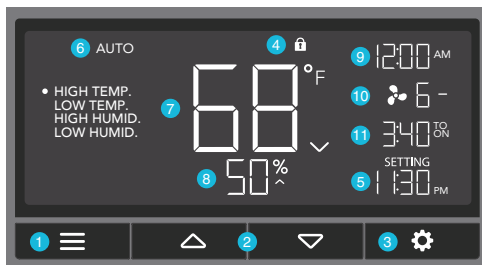 6 AUTO
4
• HIGH TEMP.
LOW TEMP.
HIGH HUMID.
LOW HUMID.
7
68°F
8
50%
9 12:00 AM
10 6 -
11 3:40 TO ON
SETTING
5 11:30 PM
1
2
3